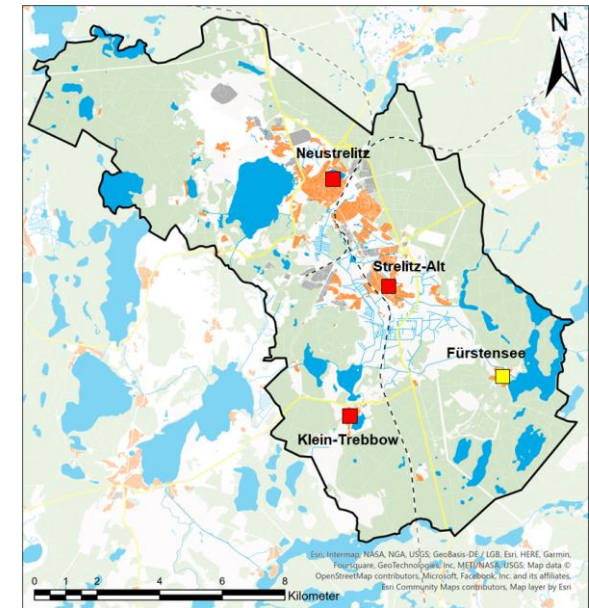 N
Neustrelitz
Strelitz-Alt
Fürstensee
Klein-Trebbow
Esri, Intermap, NASA, NGA, USGS; GeoBasis-DE / LGB, Esri, HERE, Garmin,
Foursquare, GeoTechnologies, Inc, METI/NASA, USGS; Map data ©
OpenStreetMap contributors, Microsoft, Facebook, Inc. and its affiliates,
Esri Community Maps contributors, Map layer by Esri
0 1 2 4 6 8
Kilometer